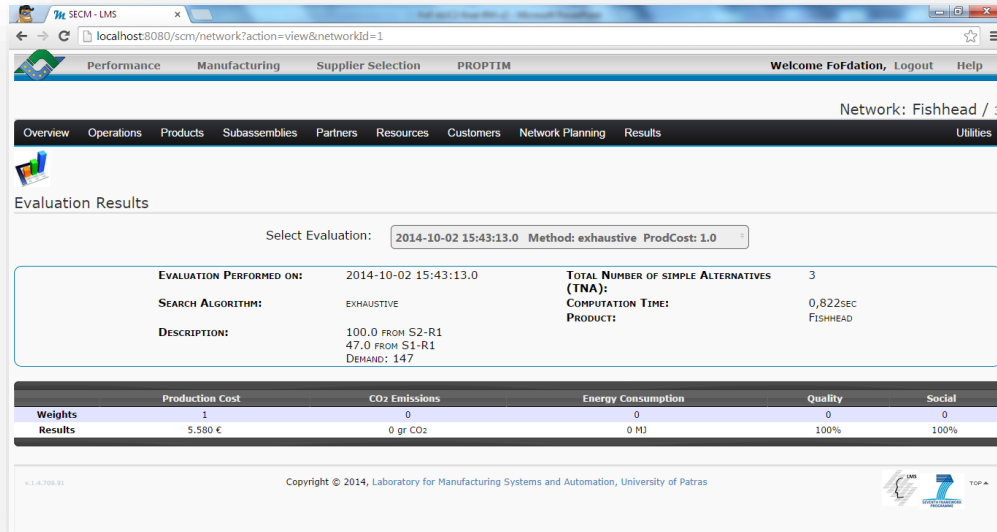 SECM - LMS
localhost:8080/scm/network?action=view&networkId=1
Performance Manufacturing Supplier Selection PROPTIM Welcome FoFdation, Logout Help
Network: Fishhead /
Overview Operations Products Subassemblies Partners Resources Customers Network Planning Results Utilities
Evaluation Results
Select Evaluation: 2014-10-02 15:43:13.0 Method: exhaustive ProdCost: 1.0
Evaluation Performed on: 2014-10-02 15:43:13.0 Total Number of simple Alternatives 3
(TNA):
Search Algorithm: exhaustive Computation Time: 0,822sec
Product: Fishhead
Description: 100.0 from S2-R1
47.0 from S1-R1
Demand: 147
Production Cost CO2 Emissions Energy Consumption Quality Social
Weights 1 0 0 0 0
Results 5.580 € 0 gr CO2 0 MJ 100% 100%
Copyright © 2014, Laboratory for Manufacturing Systems and Automation, University of Patras
LMS
SEVENTH FRAMEWORK
PROGRAMME
TOP